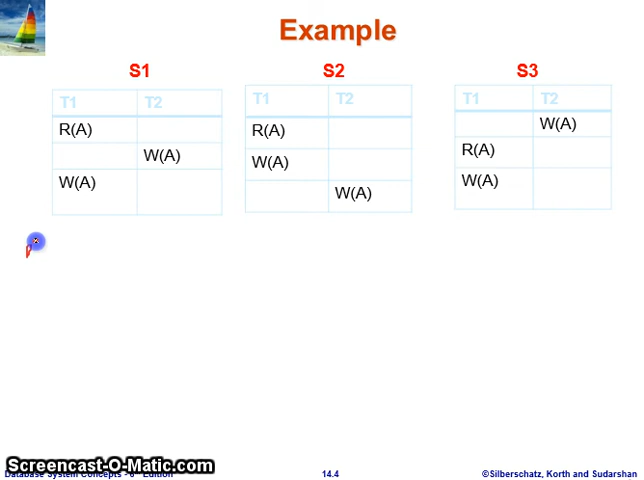 Example
S1 S2 S3
T1 T2 T1 T2 T1 T2
R(A) R(A) W(A)
W(A) W(A) R(A)
W(A) W(A) W(A)
Screencast-O-Matic.com
Database System Concepts - 6 Edition 14.4 ©Silberschatz, Korth and Sudarshan